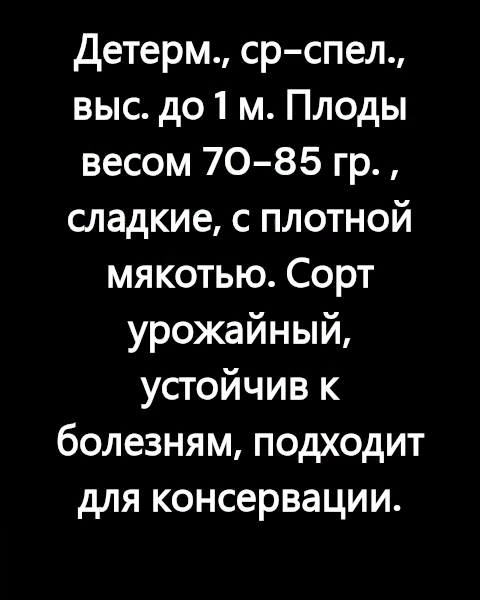 Детерм., ср-спел.,
выс. до 1 м. Плоды
весом 70-85 гр. ,
сладкие, с плотной
мякотью. Сорт
урожайный,
устойчив к
болезням, подходит
для консервации.